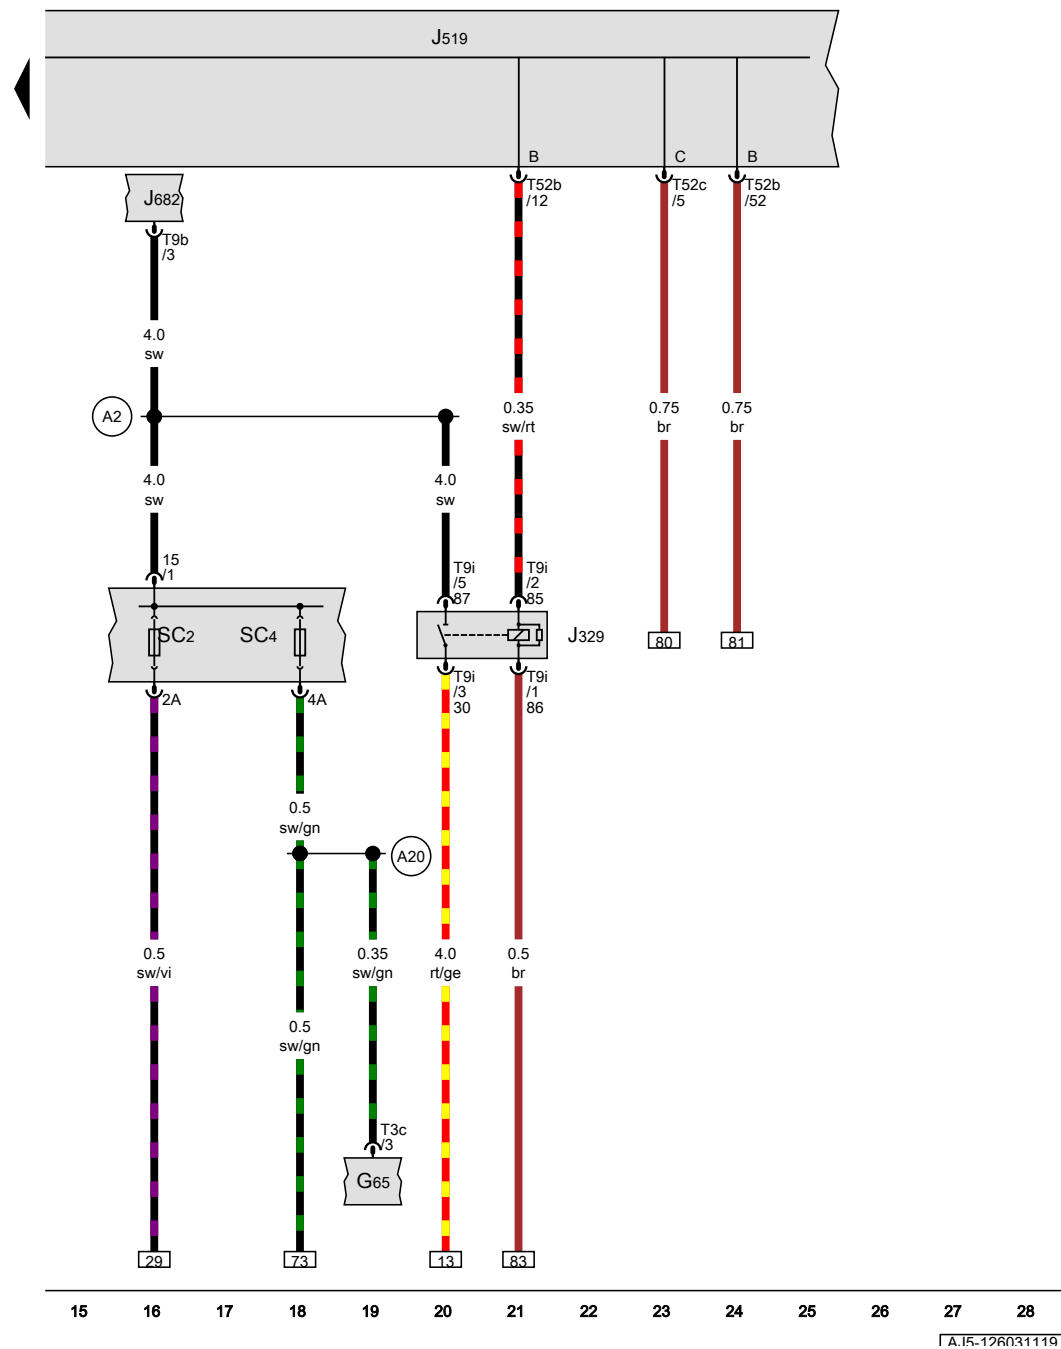 J519
B
C
B
T52b
/12
T52c
/5
T52b
/52
J682
T9b
/3
4.0
sw
A2
0.35
sw/rt
0.75
br
0.75
br
4.0
sw
4.0
sw
15
/1
T9i
/5
87
T9i
/2
85
SC2
SC4
J329
80
81
2A
4A
T9i
/3
30
T9i
/1
86
0.5
sw/gn
A20
0.5
sw/vi
0.35
sw/gn
4.0
rt/ge
0.5
br
0.5
sw/gn
T3c
/3
G65
29
73
13
83
15 16 17 18 19 20 21 22 23 24 25 26 27 28
AJ5-126031119